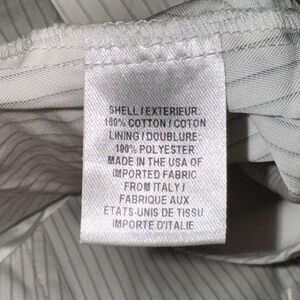 SHELL / EXTERIEUR:
100% COTTON / COTON
LINING / DOUBLURE:
100% POLYESTER
MADE IN THE USA OF
IMPORTED FABRIC
FROM ITALY /
FABRIQUE AUX
ETATS-UNIS DE TISSU
IMPORTE D'ITALIE